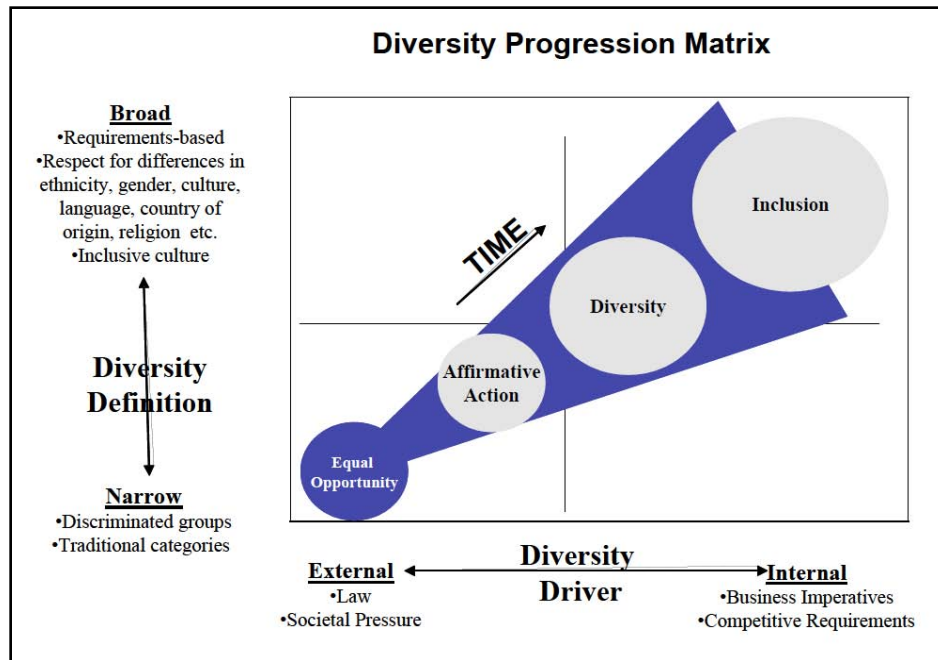 Diversity Progression Matrix
Broad
•Requirements-based
•Respect for differences in
ethnicity, gender, culture,
language, country of
origin, religion etc.
•Inclusive culture
Diversity
Definition
Narrow
•Discriminated groups
•Traditional categories
TIME
Inclusion
Diversity
Affirmative
Action
Equal
Opportunity
External
•Law
•Societal Pressure
Diversity
Driver
Internal
•Business Imperatives
•Competitive Requirements